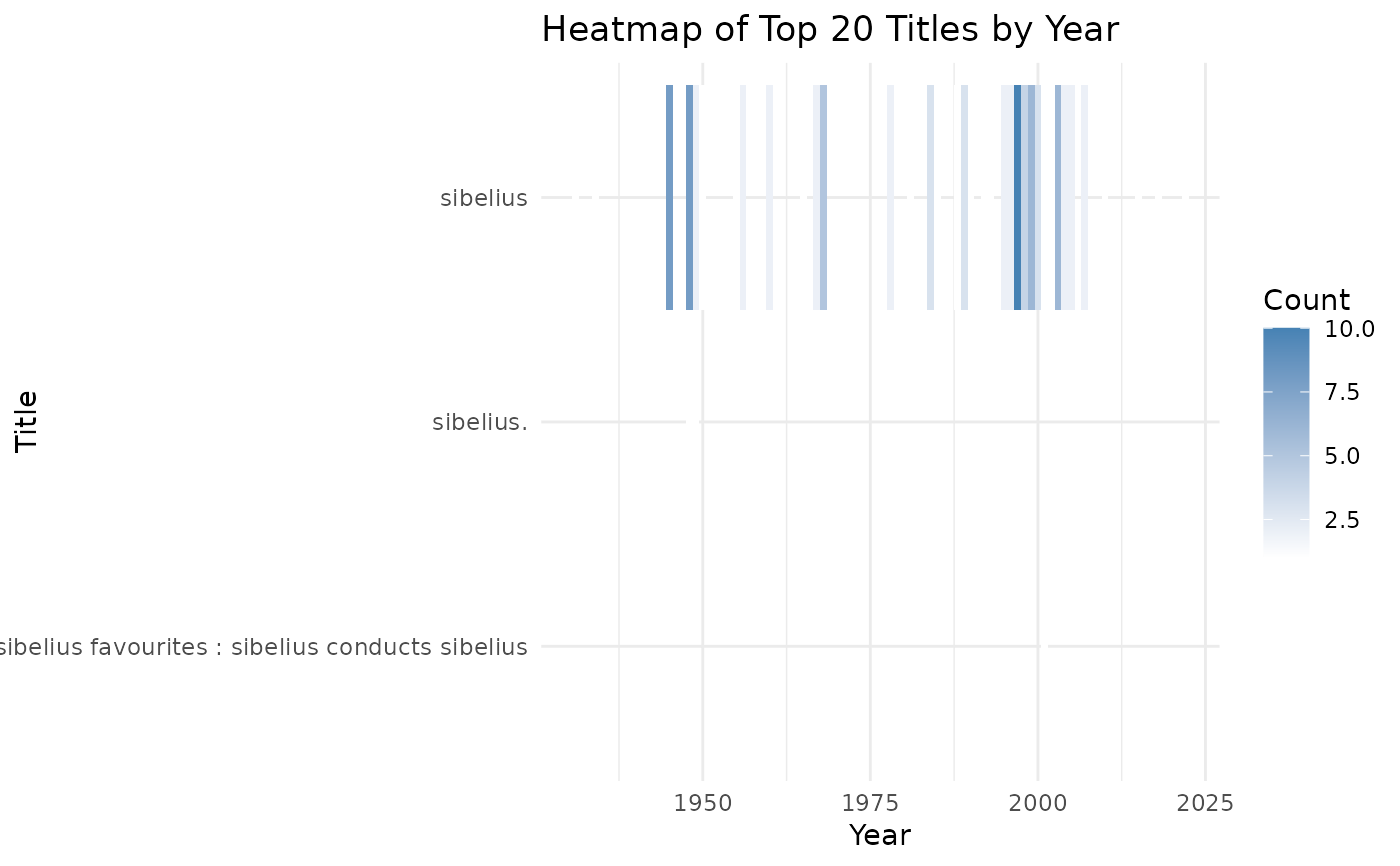 Heatmap of Top 20 Titles by Year
sibelius
sibelius.
sibelius favourites : sibelius conducts sibelius
Title
1950 1975 2000 2025
Year
Count
10.0
7.5
5.0
2.5